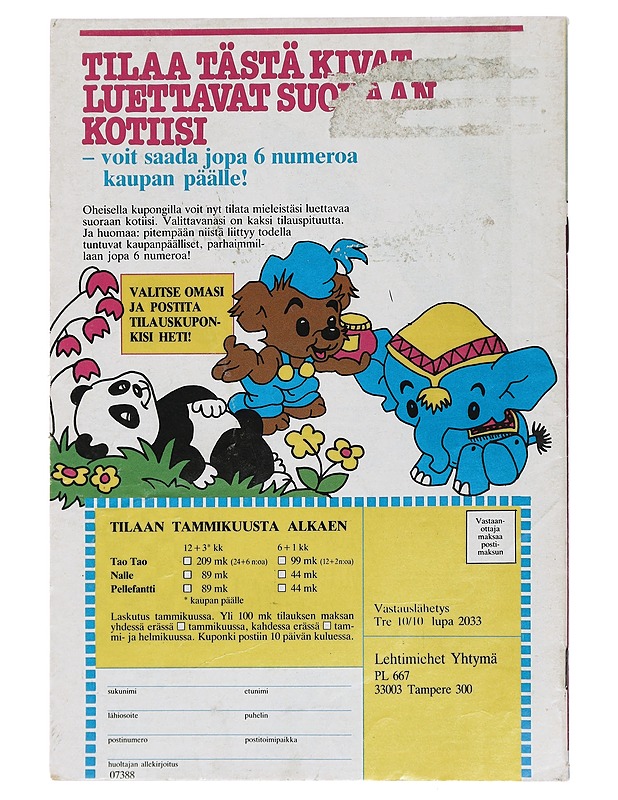 TILAA TÄSTÄ KIVAT
LUETTAVAT SUORAAN
KOTIISI
– voit saada jopa 6 numeroa
kaupan päälle!
Oheisella kupongilla voit nyt tilata mieleistäsi luettavaa
suoraan kotiisi. Valittavanasi on kaksi tilauspituutta.
Ja huomaa: pitempään niistä liittyy todella
tuntuvat kaupanpäälliset, parhaimmil-
laan jopa 6 numeroa!
VALITSE OMASI
JA POSTITA
TILAUSKUPON-
KISI HETI!
TILAAN TAMMIKUUSTA ALKAEN
12 + 3* kk 6 + 1 kk
Tao Tao 209 mk (24+6 n:oa) 99 mk (12+2n:oa)
Nalle 89 mk 44 mk
Pellefantti 89 mk 44 mk
* kaupan päälle
Laskutus tammikuussa. Yli 100 mk tilauksen maksan
yhdessä erässä tammikuussa, kahdessa erässä tam-
mi- ja helmikuussa. Kuponki postiin 10 päivän kuluessa.
sukunimi etunimi
lähiosoite puhelin
postinumero postitoimipaikka
huoltajan allekirjoitus
07388
Vastaan-
ottaja
maksaa
posti-
maksun
Vastauslähetys
Tre 10/10 lupa 2033
Lehtimiehet Yhtymä
PL 667
33003 Tampere 300